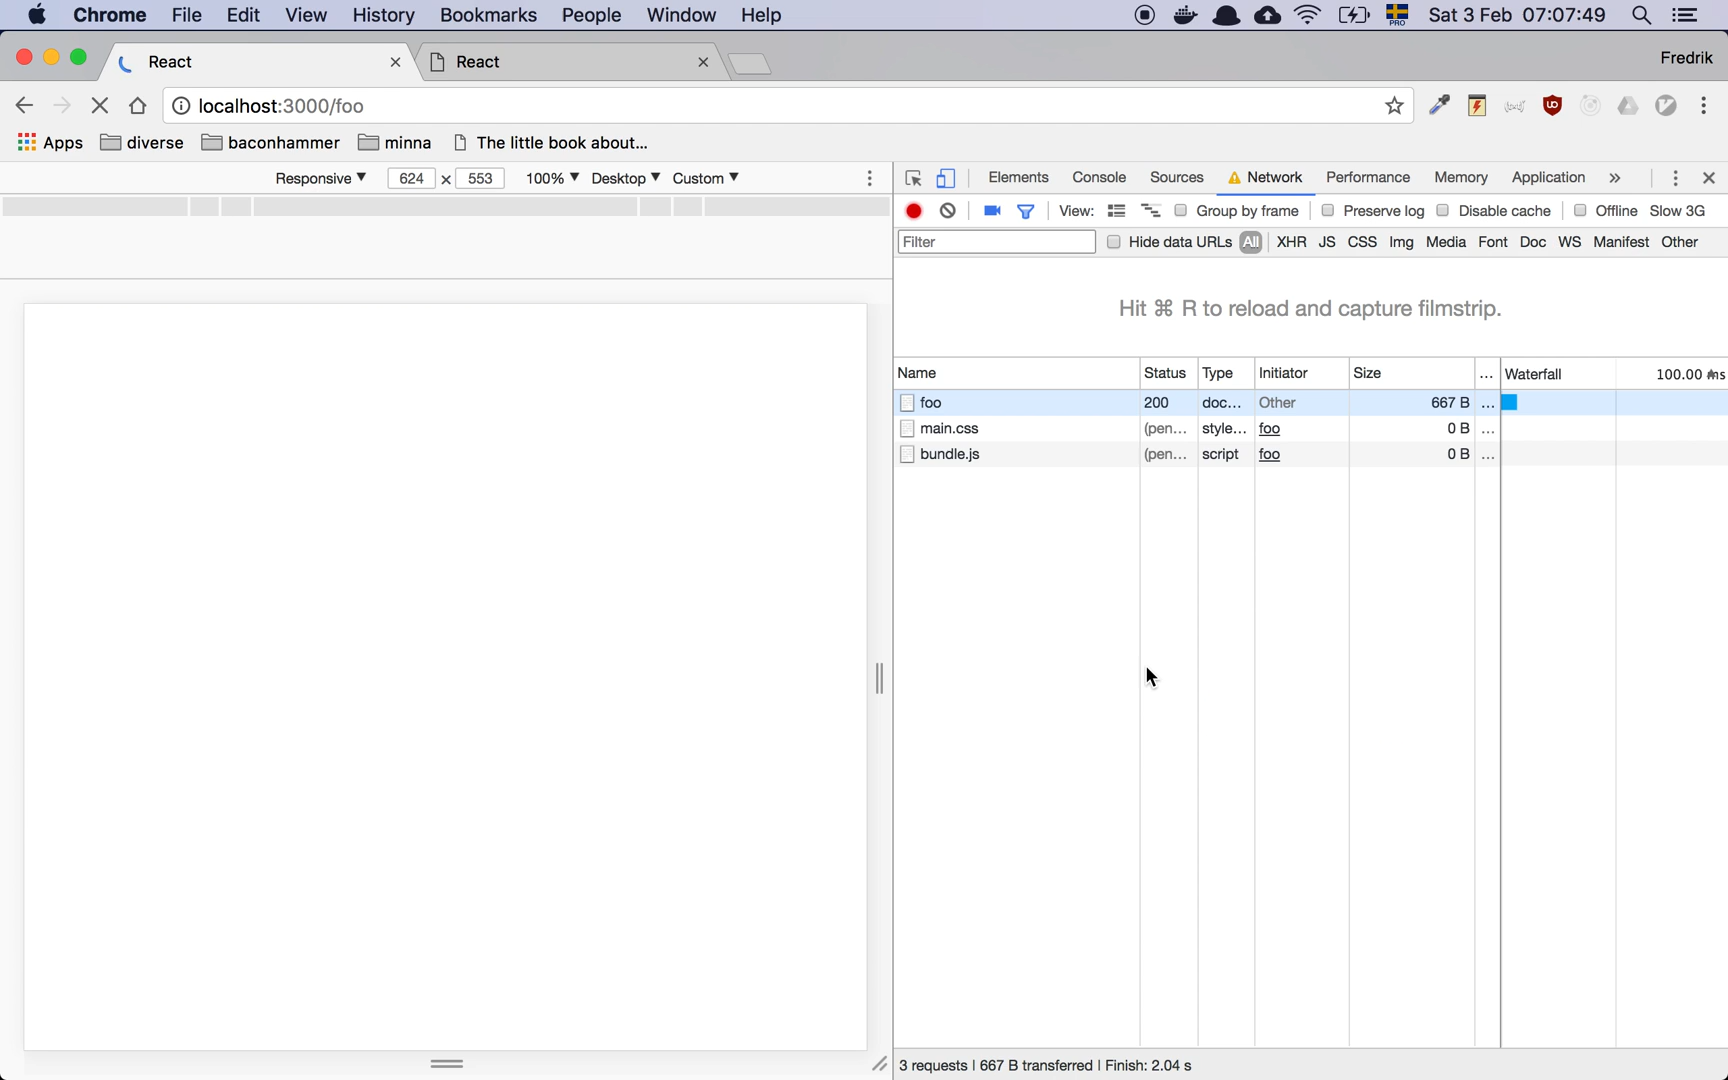 Chrome File Edit View History Bookmarks People Window Help PRO Sat 3 Feb 07:07:49
React React Fredrik
localhost:3000/foo
Apps diverse baconhammer minna The little book about...
Responsive ▼ 624 × 553 100% ▼ Desktop ▼ Custom ▼
Elements Console Sources Network Performance Memory Application »
View: Group by frame Preserve log Disable cache Offline Slow 3G
Filter Hide data URLs All XHR JS CSS Img Media Font Doc WS Manifest Other
Hit ⌘ R to reload and capture filmstrip.
Name Status Type Initiator Size ... Waterfall 100.00 ms
foo 200 doc... Other 667 B ...
main.css (pen... style... foo 0 B ...
bundle.js (pen... script foo 0 B ...
3 requests | 667 B transferred | Finish: 2.04 s